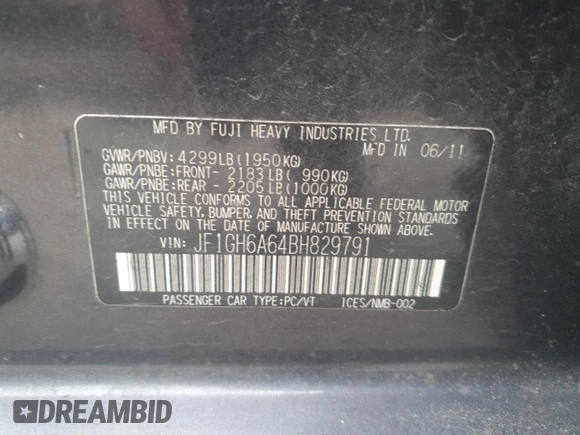 MFD BY FUJI HEAVY INDUSTRIES LTD.
MFD IN 06/11
GVWR/PNBV: 4299LB(1950KG)
GAWR/PNBE:FRONT- 2183LB( 990KG)
GAWR/PNBE:REAR - 2205LB(1000KG)
THIS VEHICLE CONFORMS TO ALL APPLICABLE FEDERAL MOTOR
VEHICLE SAFETY, BUMPER, AND THEFT PREVENTION STANDARDS
IN EFFECT ON THE DATE OF MANUFACTURE SHOWN ABOVE.
VIN: JF1GH6A64BH829791
PASSENGER CAR TYPE:PC/VT ICES/NMB-002
DREAMBID